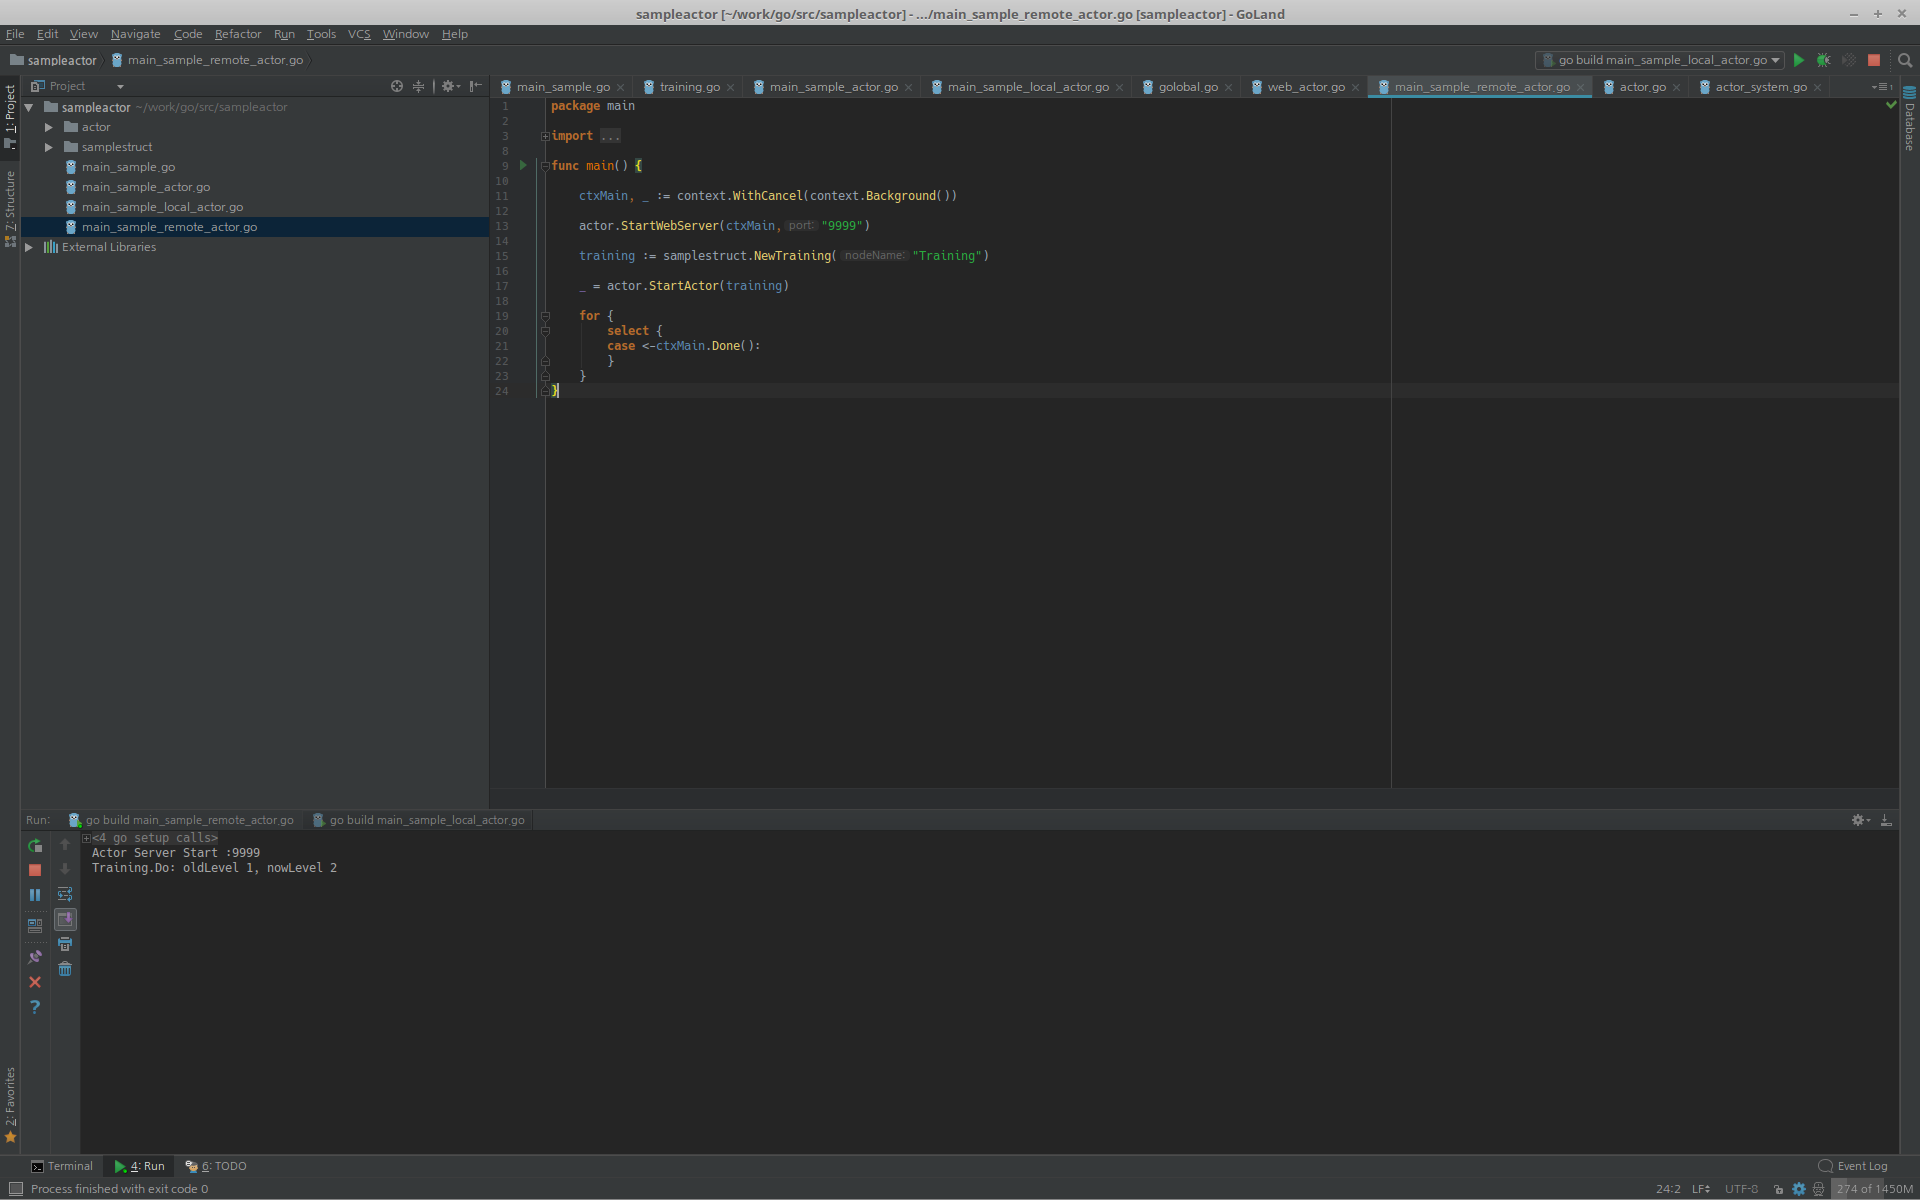 sampleactor [~/work/go/src/sampleactor] - .../main_sample_remote_actor.go [sampleactor] - GoLand
File Edit View Navigate Code Refactor Run Tools VCS Window Help
sampleactor main_sample_remote_actor.go
go build main_sample_local_actor.go
Project
main_sample.go training.go main_sample_actor.go main_sample_local_actor.go golobal.go web_actor.go main_sample_remote_actor.go actor.go actor_system.go
1: Project
Z: Structure
2: Favorites
Database
sampleactor ~/work/go/src/sampleactor
actor
samplestruct
main_sample.go
main_sample_actor.go
main_sample_local_actor.go
main_sample_remote_actor.go
External Libraries
1 package main
2
3 import ...
8
9 func main() {
10
11 ctxMain, _ := context.WithCancel(context.Background())
12
13 actor.StartWebServer(ctxMain, port: "9999")
14
15 training := samplestruct.NewTraining( nodeName: "Training")
16
17 _ = actor.StartActor(training)
18
19 for {
20 select {
21 case <-ctxMain.Done():
22 }
23 }
24 }
Run: go build main_sample_remote_actor.go go build main_sample_local_actor.go
<4 go setup calls>
Actor Server Start :9999
Training.Do: oldLevel 1, nowLevel 2
Terminal 4: Run 6: TODO Event Log
Process finished with exit code 0 24:2 LF UTF-8 274 of 1450M